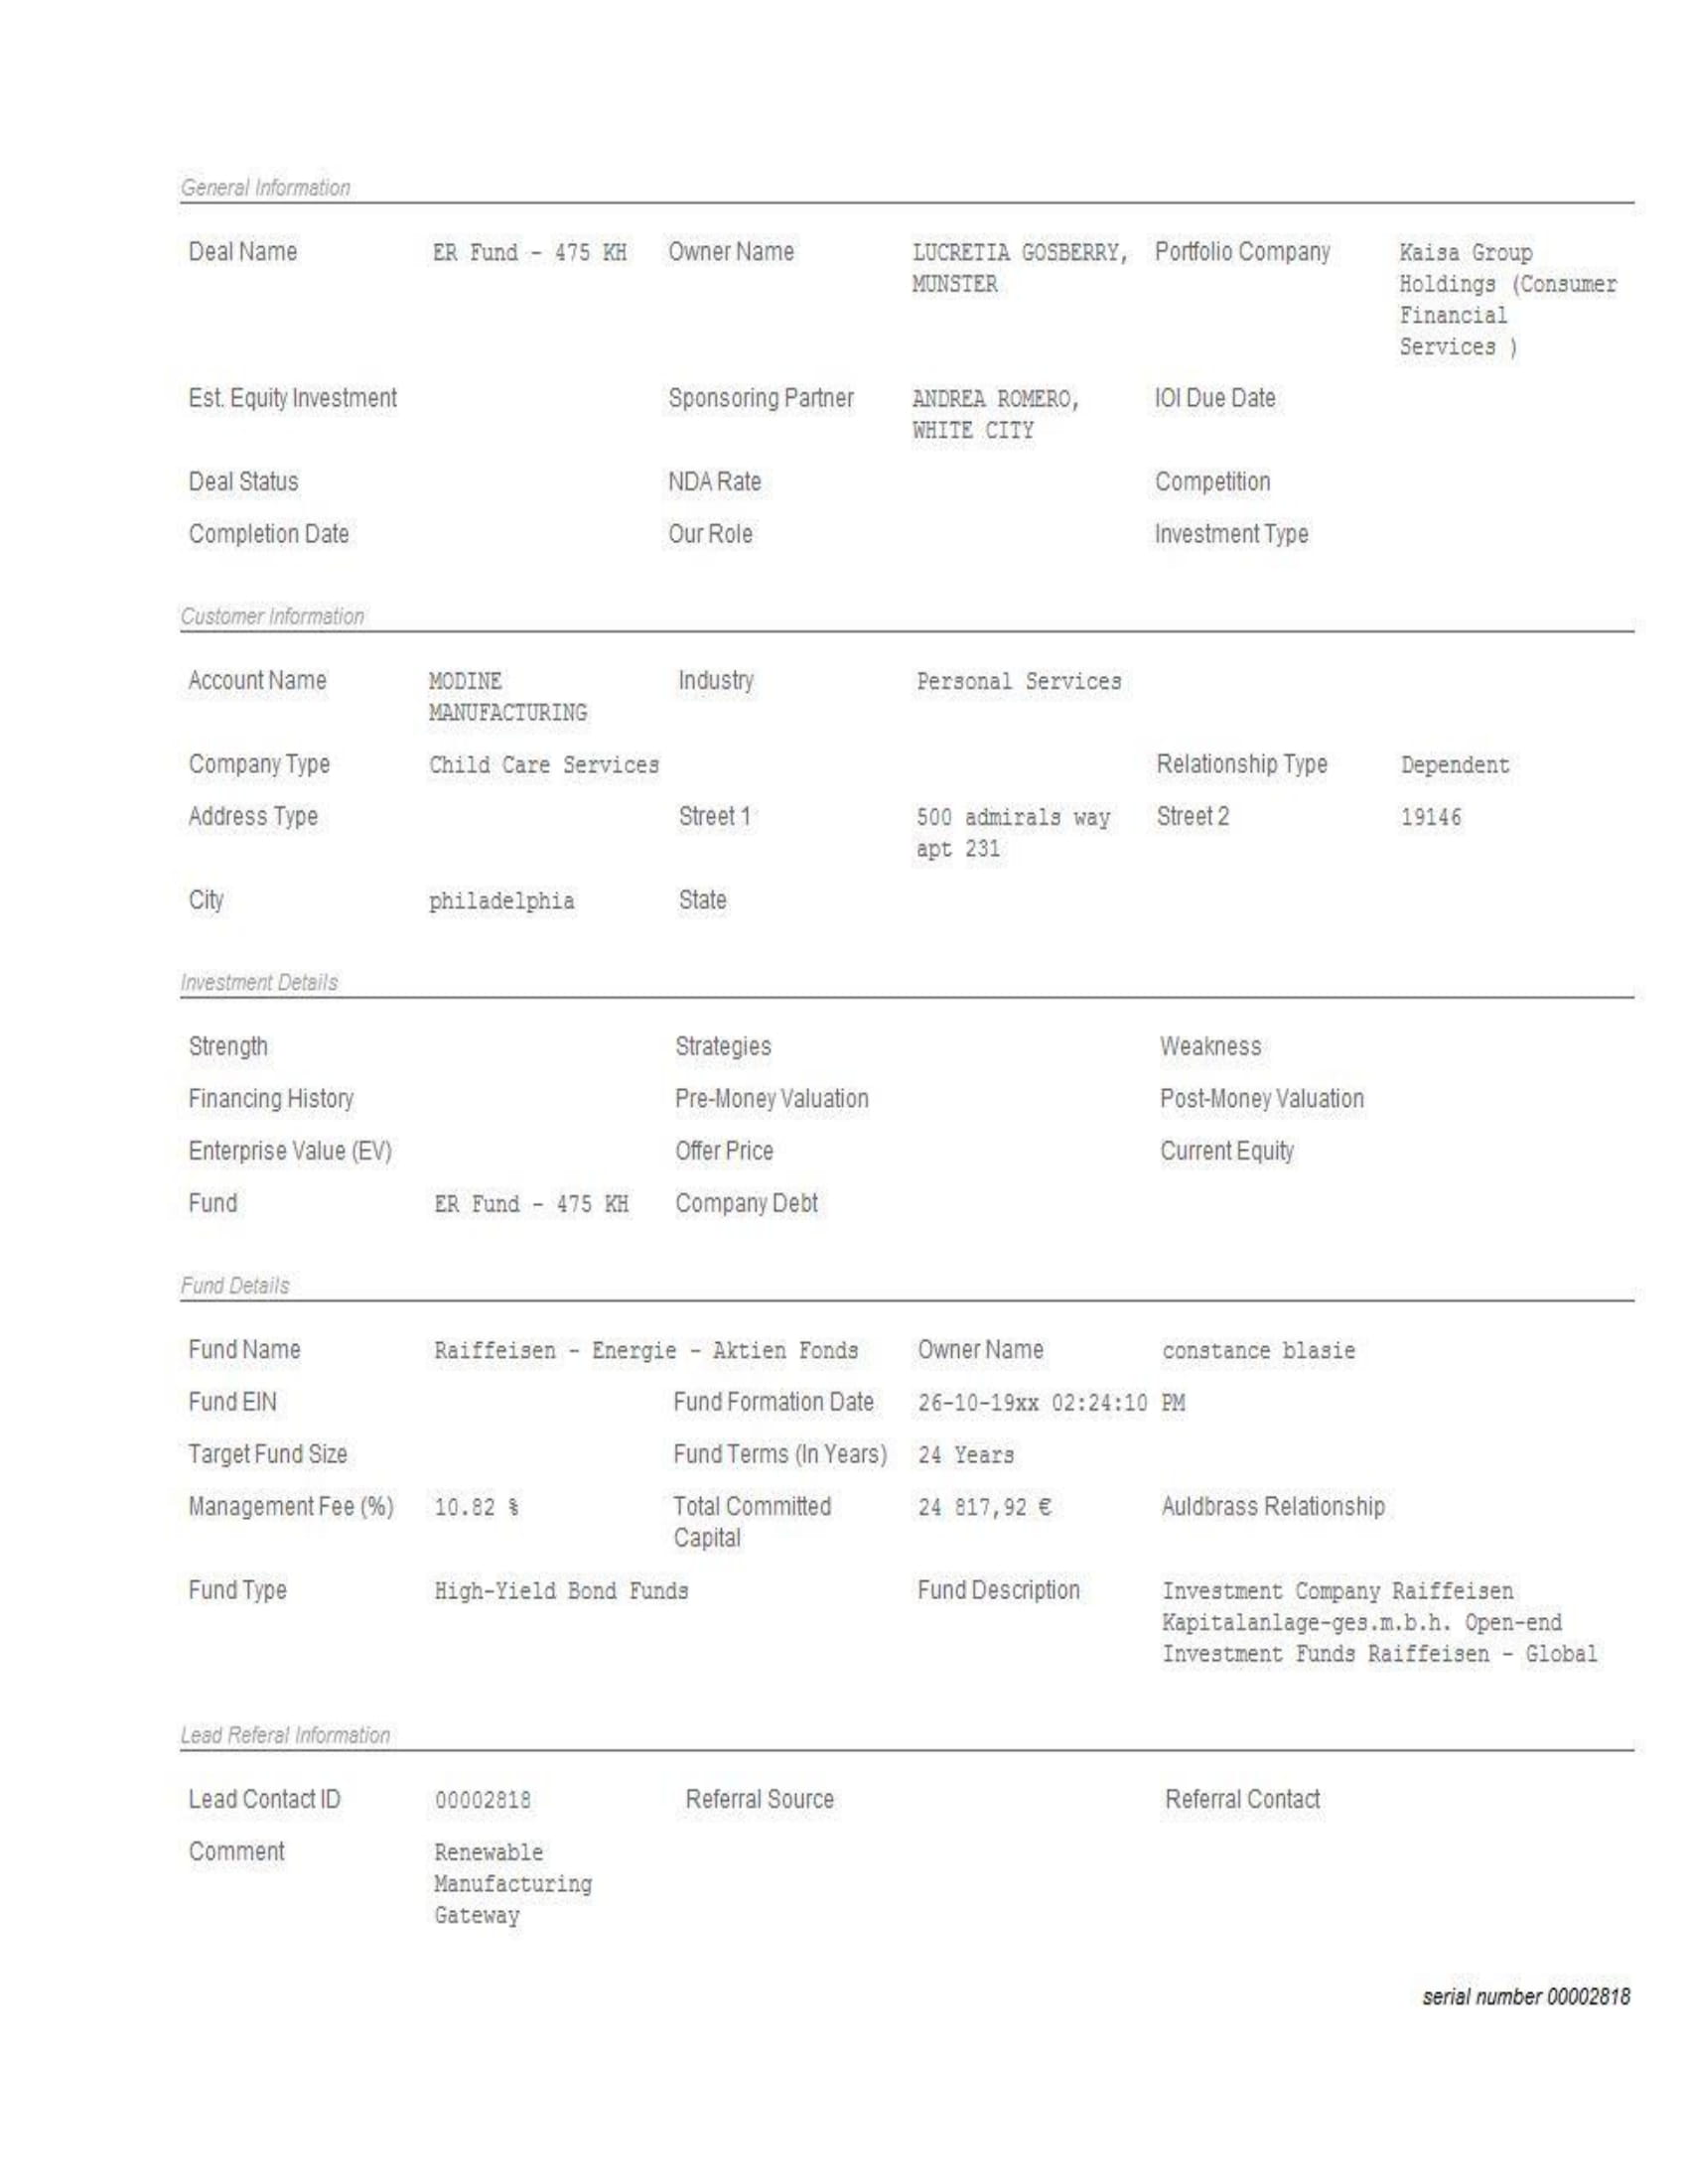 General Information
Deal Name ER Fund - 475 KH Owner Name LUCRETIA GOSBERRY, Portfolio Company Kaisa Group
MUNSTER Holdings (Consumer
Financial
Services )
Est. Equity Investment Sponsoring Partner ANDREA ROMERO, IOI Due Date
WHITE CITY
Deal Status NDA Rate Competition
Completion Date Our Role Investment Type
Customer Information
Account Name MODINE Industry Personal Services
MANUFACTURING
Company Type Child Care Services Relationship Type Dependent
Address Type Street 1 500 admirals way Street 2 19146
apt 231
City philadelphia State
Investment Details
Strength Strategies Weakness
Financing History Pre-Money Valuation Post-Money Valuation
Enterprise Value (EV) Offer Price Current Equity
Fund ER Fund - 475 KH Company Debt
Fund Details
Fund Name Raiffeisen - Energie - Aktien Fonds Owner Name constance blasie
Fund EIN Fund Formation Date 26-10-19xx 02:24:10 PM
Target Fund Size Fund Terms (In Years) 24 Years
Management Fee (%) 10.82 % Total Committed 24 817,92 € Auldbrass Relationship
Capital
Fund Type High-Yield Bond Funds Fund Description Investment Company Raiffeisen
Kapitalanlage-ges.m.b.h. Open-end
Investment Funds Raiffeisen - Global
Lead Referal Information
Lead Contact ID 00002818 Referral Source Referral Contact
Comment Renewable
Manufacturing
Gateway
serial number 00002818